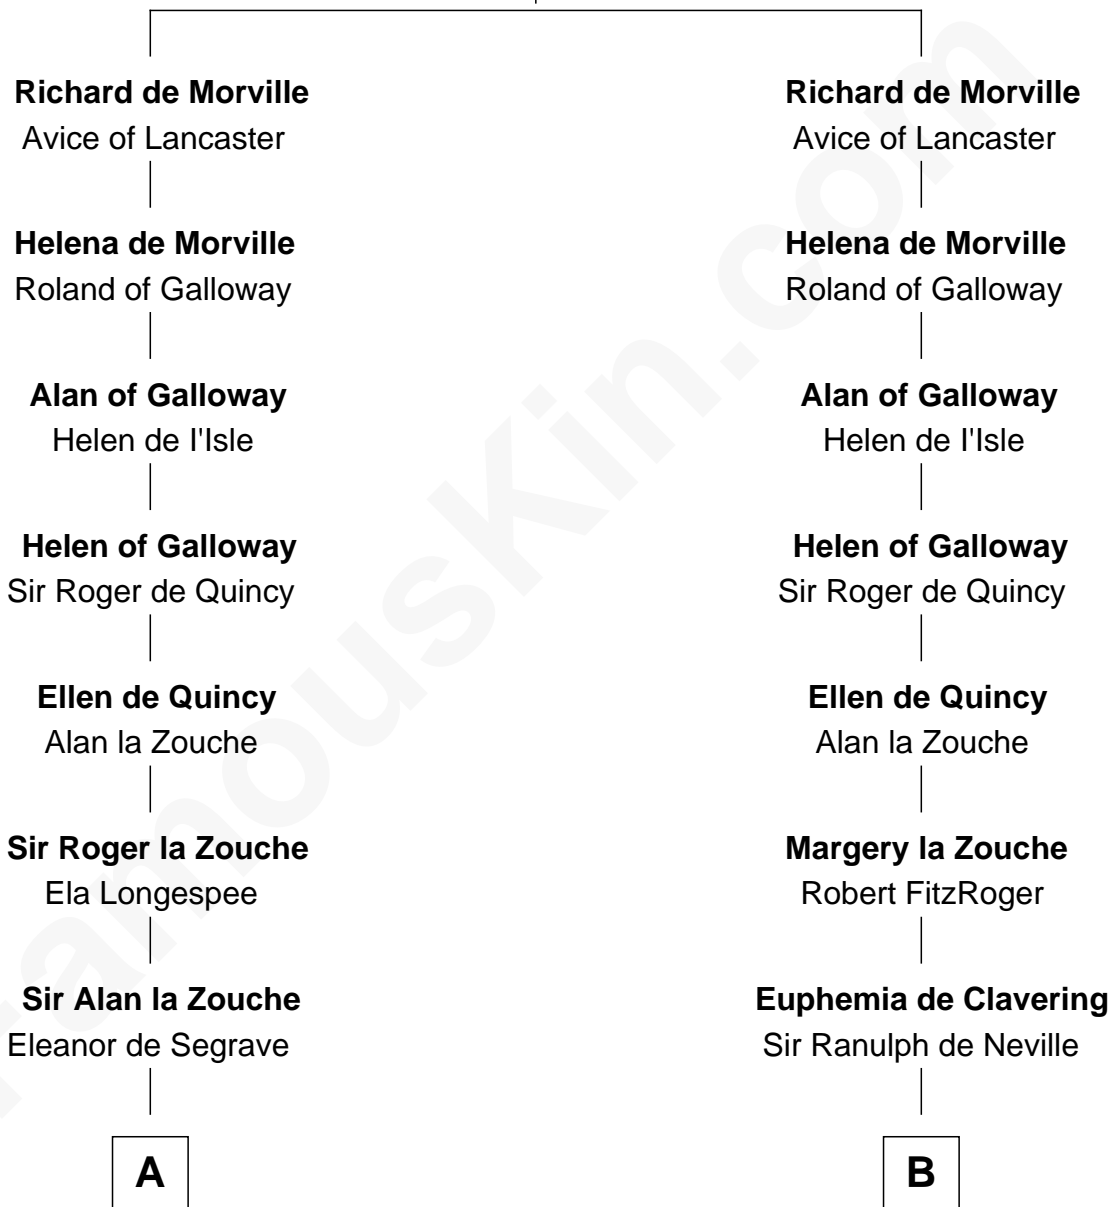 Richard de Morville
Avice of Lancaster
Helena de Morville
Roland of Galloway
Alan of Galloway
Helen de l'Isle
Helen of Galloway
Sir Roger de Quincy
Ellen de Quincy
Alan la Zouche
Sir Roger la Zouche
Ela Longespee
Sir Alan la Zouche
Eleanor de Segrave
A
Richard de Morville
Avice of Lancaster
Helena de Morville
Roland of Galloway
Alan of Galloway
Helen de l'Isle
Helen of Galloway
Sir Roger de Quincy
Ellen de Quincy
Alan la Zouche
Margery la Zouche
Robert FitzRoger
Euphemia de Clavering
Sir Ranulph de Neville
B
FamousKin.com